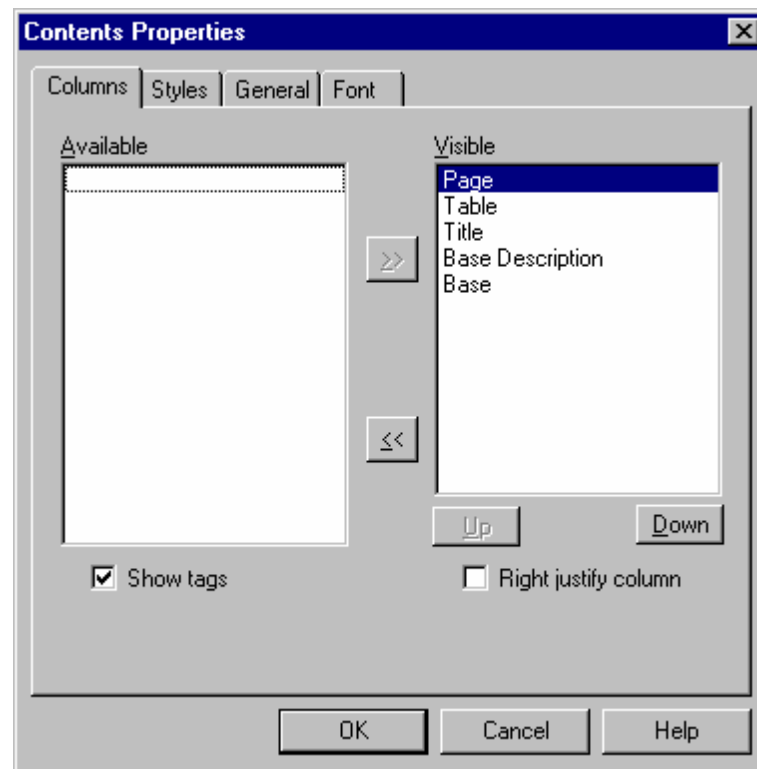 Contents Properties
Columns Styles General Font
Available
Visible
Page
Table
Title
Base Description
Base
>>
<<
Up Down
Show tags
Right justify column
OK Cancel Help